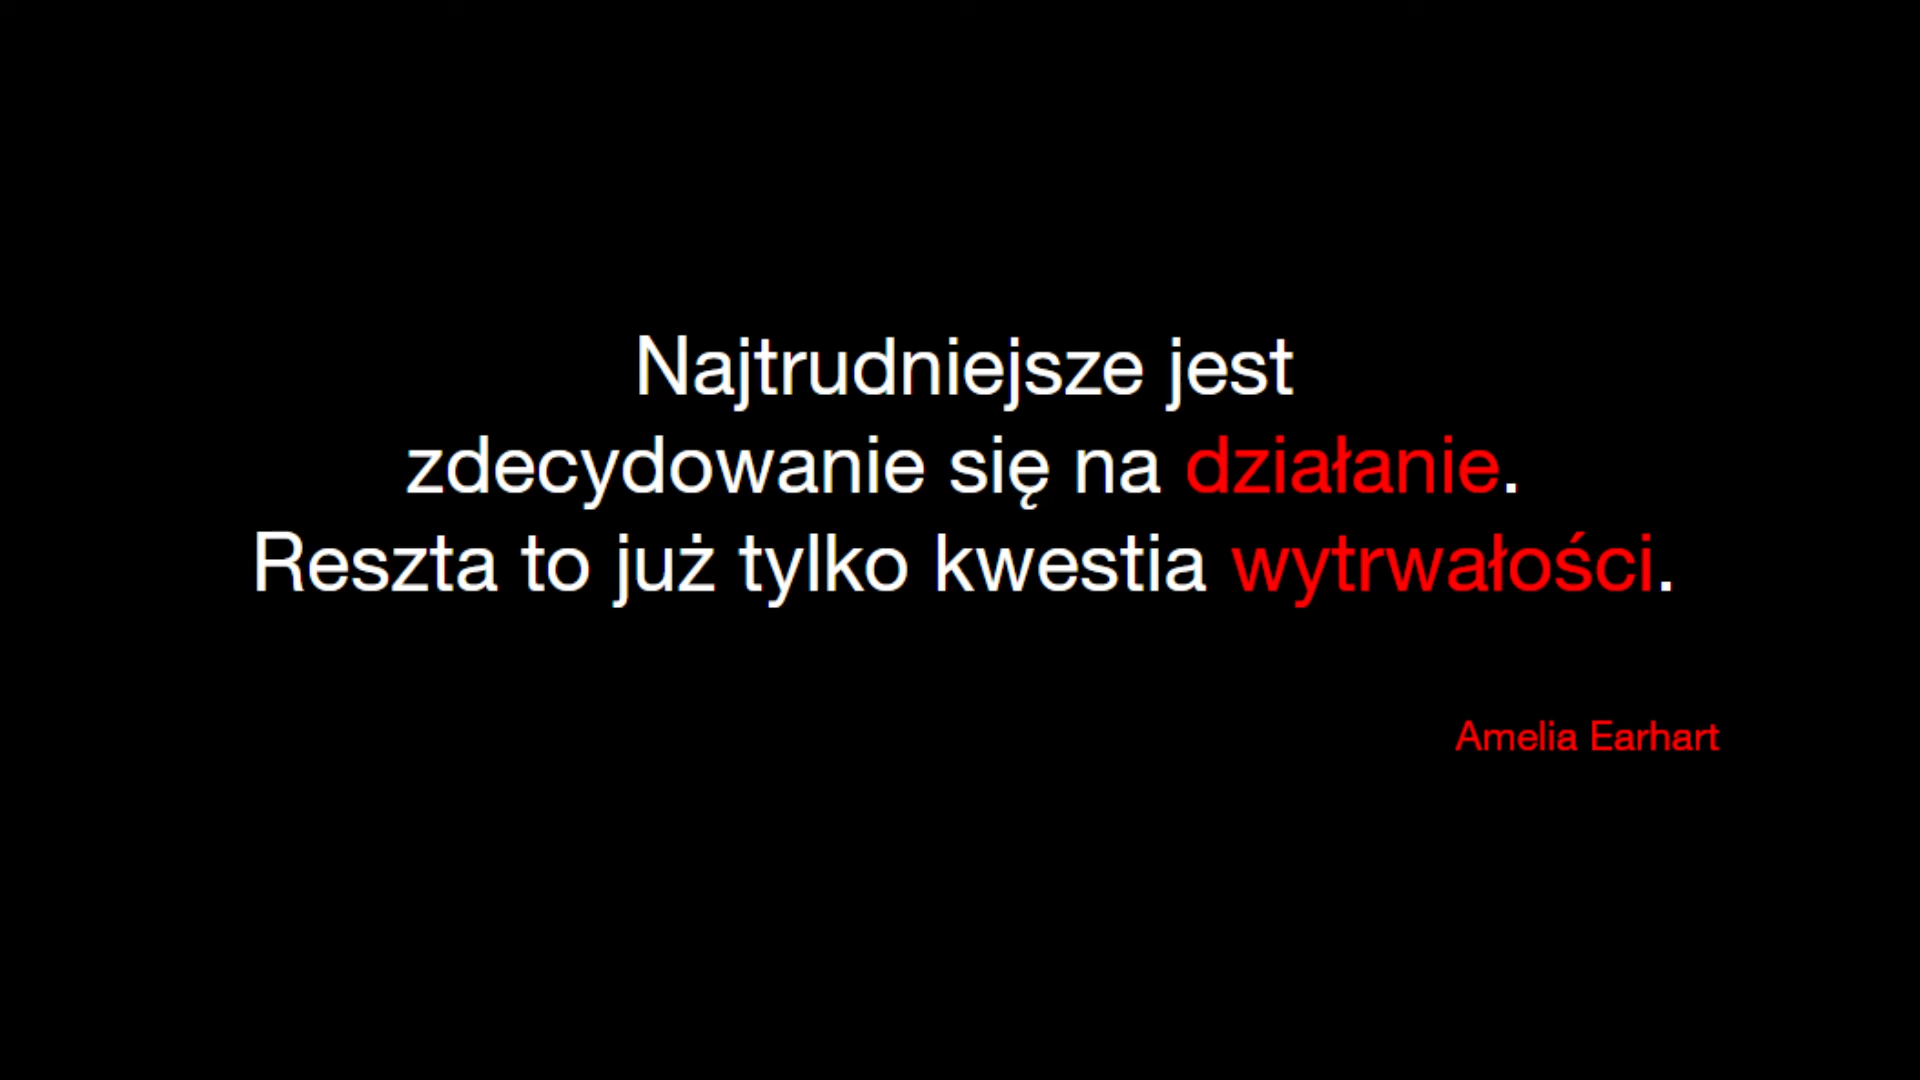 Najtrudniejsze jest
zdecydowanie się na działanie.
Reszta to już tylko kwestia wytrwałości.
Amelia Earhart